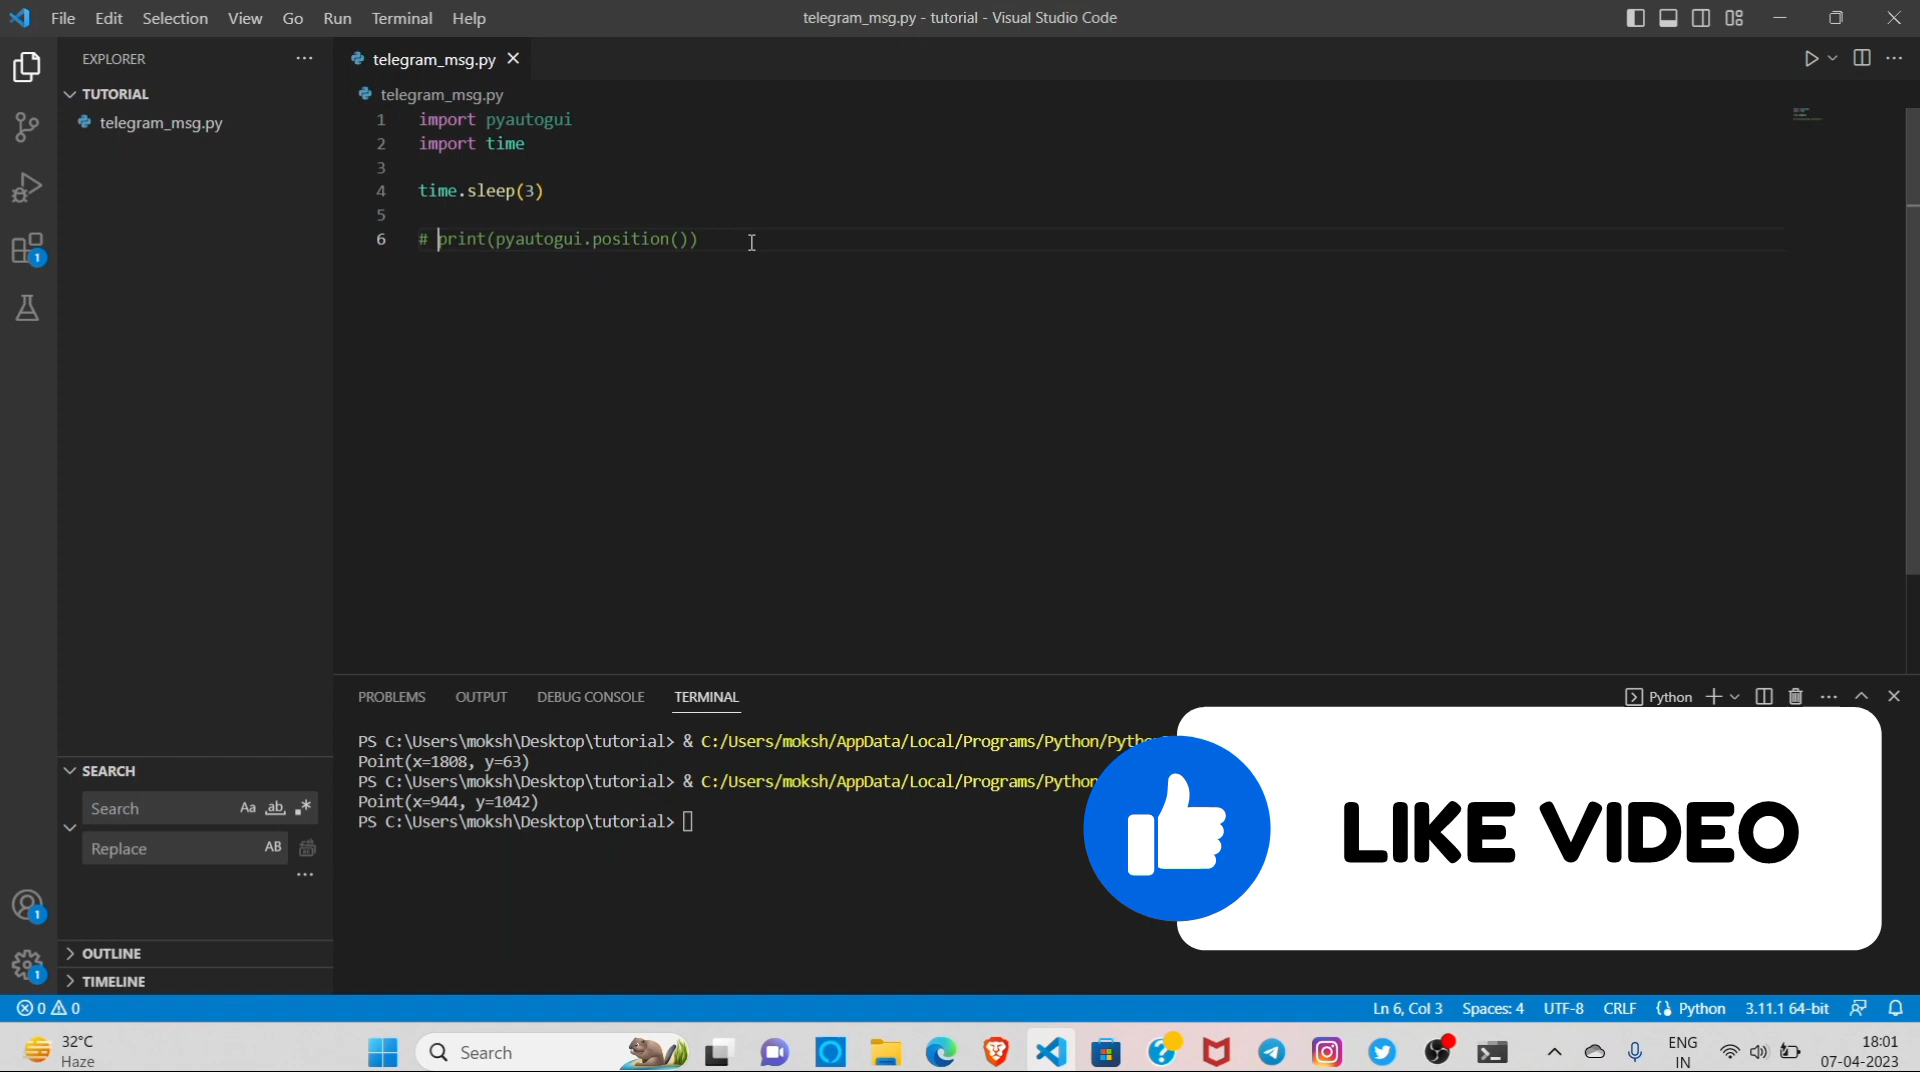 File Edit Selection View Go Run Terminal Help
telegram_msg.py - tutorial - Visual Studio Code
EXPLORER
TUTORIAL
telegram_msg.py
telegram_msg.py
telegram_msg.py
1 import pyautogui
2 import time
3
4 time.sleep(3)
5
6 # print(pyautogui.position())
PROBLEMS OUTPUT DEBUG CONSOLE TERMINAL
Python
PS C:\Users\moksh\Desktop\tutorial> & C:/Users/moksh/AppData/Local/Programs/Python/Pyth
Point(x=1808, y=63)
PS C:\Users\moksh\Desktop\tutorial> & C:/Users/moksh/AppData/Local/Programs/Python
Point(x=944, y=1042)
PS C:\Users\moksh\Desktop\tutorial>
LIKE VIDEO
SEARCH
Search Aa ab
Replace AB
1
1
1
OUTLINE
TIMELINE
0 0
Ln 6, Col 3 Spaces: 4 UTF-8 CRLF Python 3.11.1 64-bit
32°C
Haze
Search
ENG
IN
18:01
07-04-2023